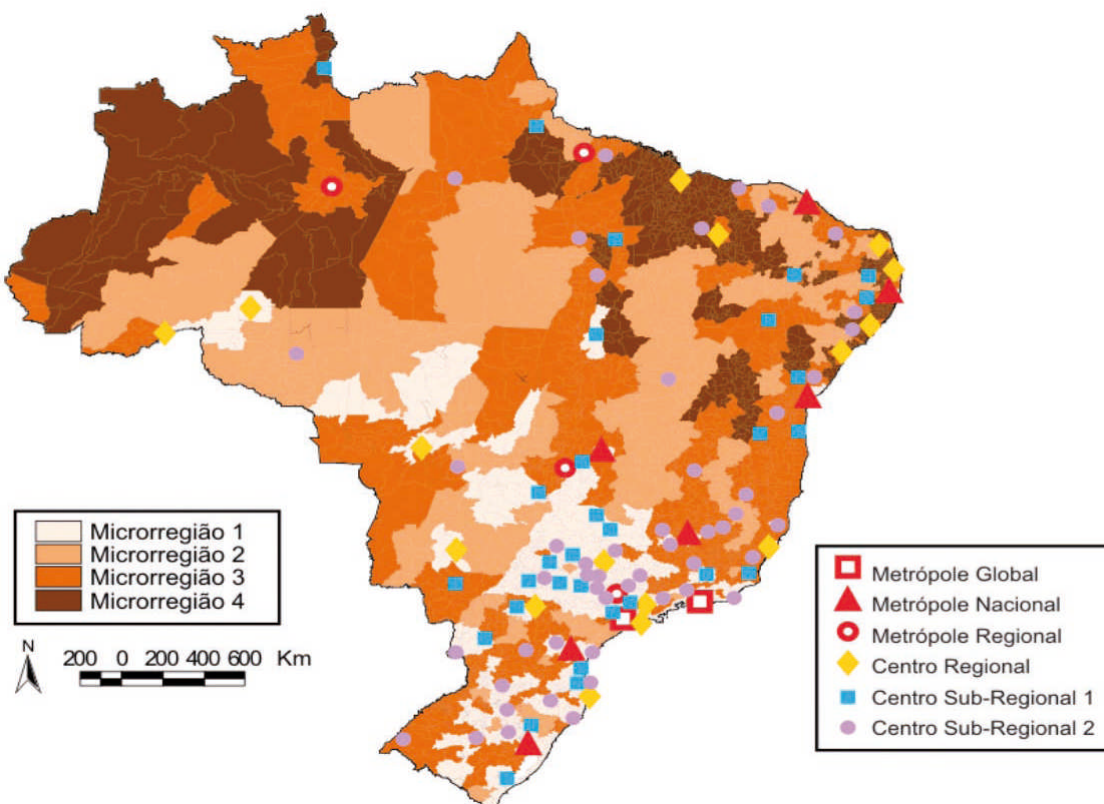 Microrregião 1
Microrregião 2
Microrregião 3
Microrregião 4
N
200 0 200 400 600 Km
Metrópole Global
Metrópole Nacional
Metrópole Regional
Centro Regional
Centro Sub-Regional 1
Centro Sub-Regional 2